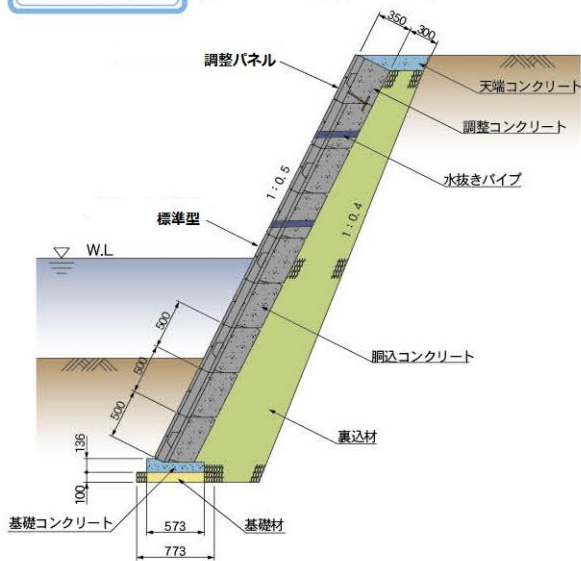 350
300
調整パネル
天端コンクリート
調整コンクリート
水抜きパイプ
1：0.5
1：0.4
標準型
W.L
500
500
500
胴込コンクリート
裏込材
136
100
基礎コンクリート
573
基礎材
773